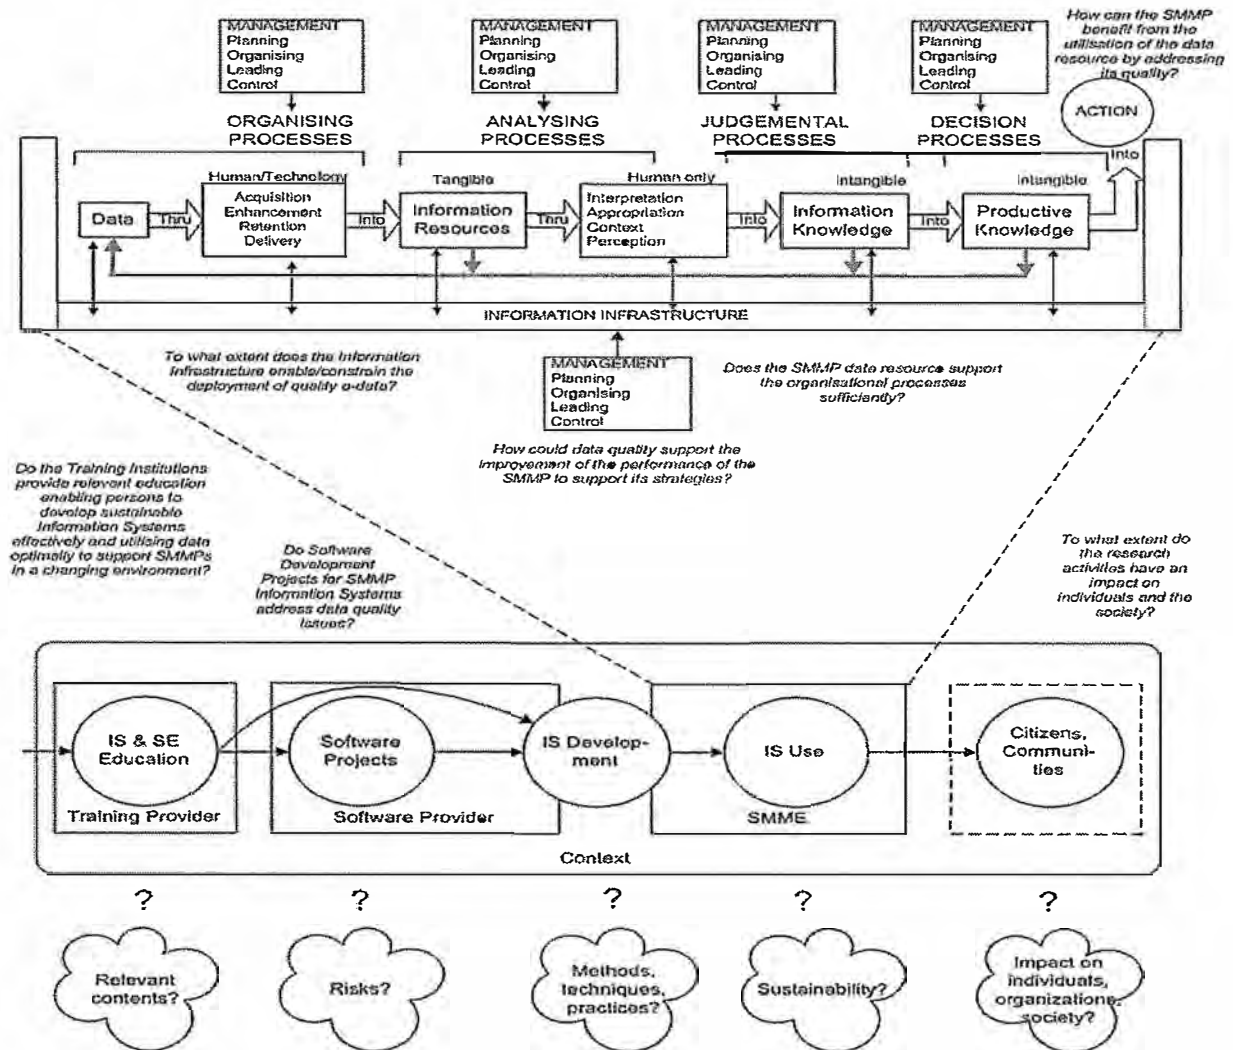 MANAGEMENT
Planning
Organising
Leading
Control
MANAGEMENT
Planning
Organising
Leading
Control
MANAGEMENT
Planning
Organising
Leading
Control
MANAGEMENT
Planning
Organising
Leading
Control
How can the SMMP
benefit from the
utilisation of the data
resource by addressing
its quality?
ACTION
ORGANISING
PROCESSES
ANALYSING
PROCESSES
JUDGEMENTAL
PROCESSES
DECISION
PROCESSES
Into
Human/Technology
Tangible
Human only
Intangible
Intangible
Data
Thru
Acquisition
Enhancement
Retention
Delivery
Into
Information
Resources
Thru
Interpretation
Appropriation
Context
Perception
Into
Information
Knowledge
Into
Productive
Knowledge
INFORMATION INFRASTRUCTURE
To what extent does the Information
Infrastructure enable/constrain the
deployment of quality e-data?
MANAGEMENT
Planning
Organising
Leading
Control
Does the SMMP data resource support
the organisational processes
sufficiently?
How could data quality support the
improvement of the performance of the
SMMP to support its strategies?
Do the Training Institutions
provide relevant education
enabling persons to
develop sustainable
Information Systems
effectively and utilising data
optimally to support SMMPs
in a changing environment?
Do Software
Development
Projects for SMMP
Information Systems
address data quality
issues?
To what extent do
the research
activities have an
impact on
individuals and the
society?
IS & SE
Education
Training Provider
Software
Projects
Software Provider
IS Develop-
ment
IS Use
SMME
Citizens,
Communi-
ties
Context
?
?
?
?
?
Relevant
contents?
Risks?
Methods,
techniques,
practices?
Sustainability?
Impact on
individuals,
organizations,
society?